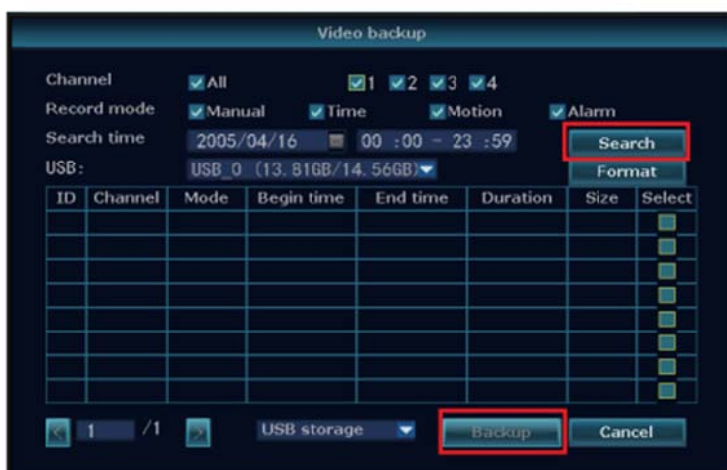 Video backup
Channel All 1 2 3 4
Record mode Manual Time Motion Alarm
Search time 2005/04/16 00 :00 - 23 :59 Search
USB: USB_0 (13.81GB/14.56GB) Format
ID Channel Mode Begin time End time Duration Size Select
< 1 /1 > USB storage Backup Cancel